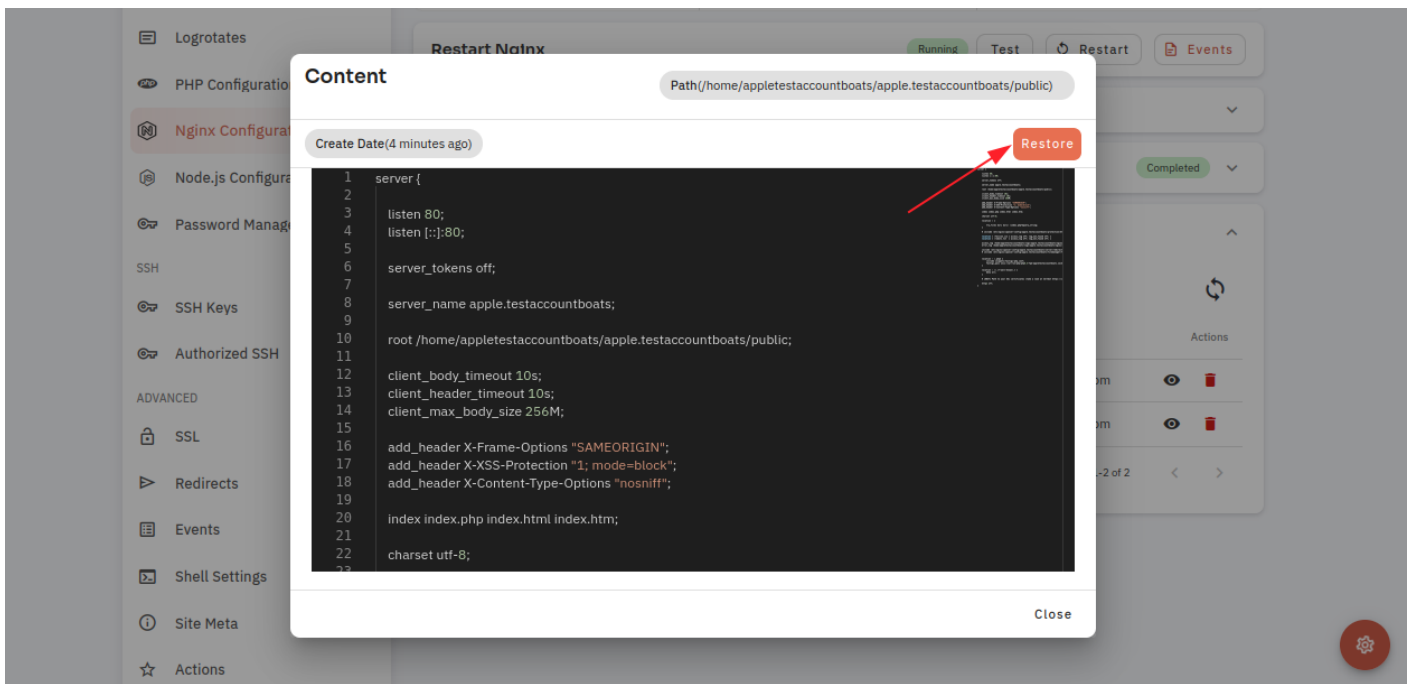 Logrotates
PHP Configuratio
Nginx Configurat
Node.js Configura
Password Manage
SSH
SSH Keys
Authorized SSH
ADVANCED
SSL
Redirects
Events
Shell Settings
Site Meta
Actions
Restart Nginx
Running
Test
Restart
Events
Content
Path(/home/appletestaccountboats/apple.testaccountboats/public)
Create Date(4 minutes ago)
Restore
1 server {
2
3 listen 80;
4 listen [::]:80;
5
6 server_tokens off;
7
8 server_name apple.testaccountboats;
9
10 root /home/appletestaccountboats/apple.testaccountboats/public;
11
12 client_body_timeout 10s;
13 client_header_timeout 10s;
14 client_max_body_size 256M;
15
16 add_header X-Frame-Options "SAMEORIGIN";
17 add_header X-XSS-Protection "1; mode=block";
18 add_header X-Content-Type-Options "nosniff";
19
20 index index.php index.html index.htm;
21
22 charset utf-8;
23
Close
Completed
Actions
om
om
-2 of 2